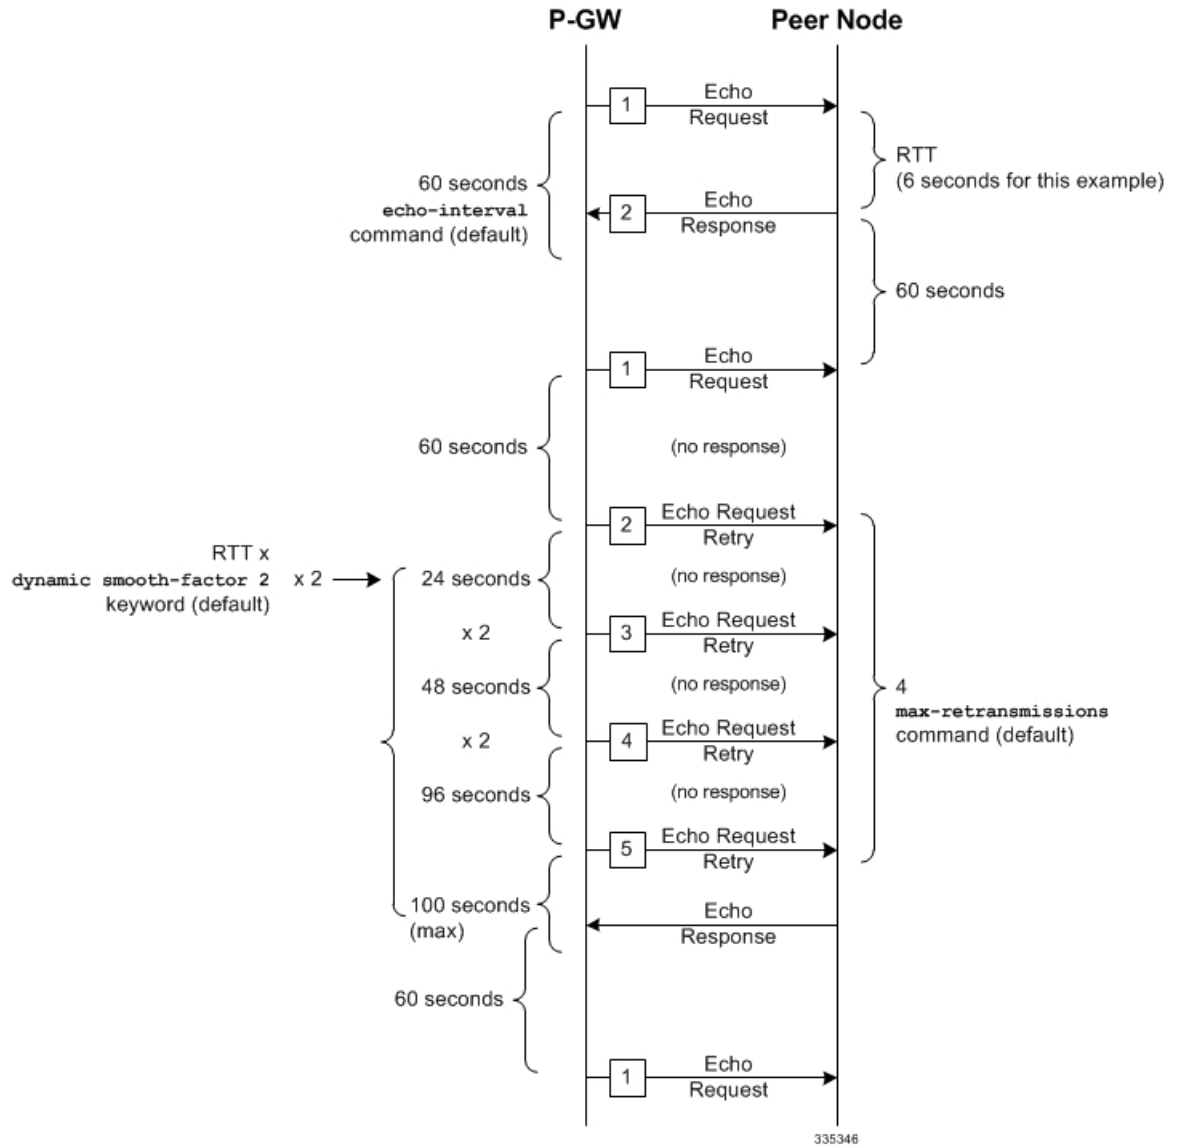 P-GW
Peer Node
1
Echo
Request
RTT
(6 seconds for this example)
60 seconds
echo-interval
command (default)
2
Echo
Response
60 seconds
1
Echo
Request
60 seconds
(no response)
2
Echo Request
Retry
RTT x
dynamic smooth-factor 2
keyword (default)
x 2
24 seconds
(no response)
x 2
3
Echo Request
Retry
48 seconds
(no response)
4
max-retransmissions
command (default)
x 2
4
Echo Request
Retry
96 seconds
(no response)
5
Echo Request
Retry
100 seconds
(max)
Echo
Response
60 seconds
1
Echo
Request
335346